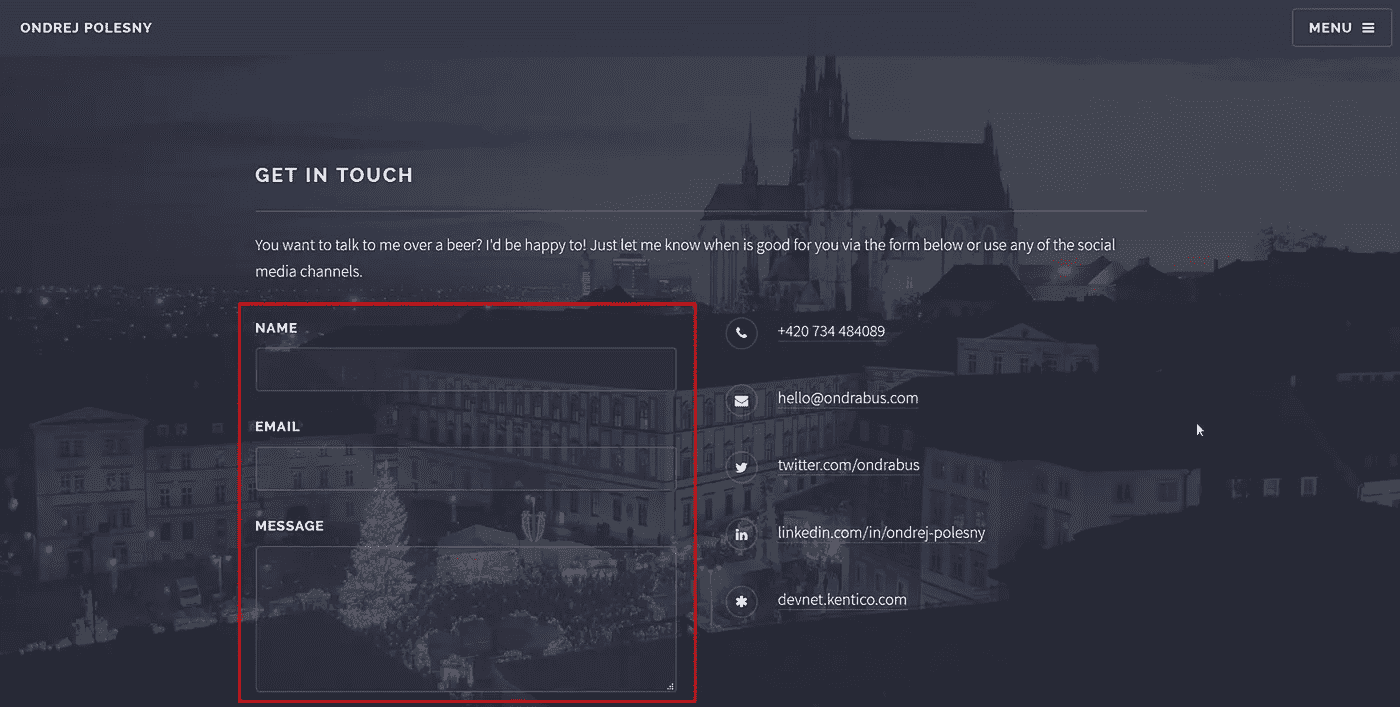 ONDREJ POLESNY
MENU
GET IN TOUCH
You want to talk to me over a beer? I'd be happy to! Just let me know when is good for you via the form below or use any of the social
media channels.
NAME
EMAIL
MESSAGE
+420 734 484089
hello@ondrabus.com
twitter.com/ondrabus
linkedin.com/in/ondrej-polesny
devnet.kentico.com